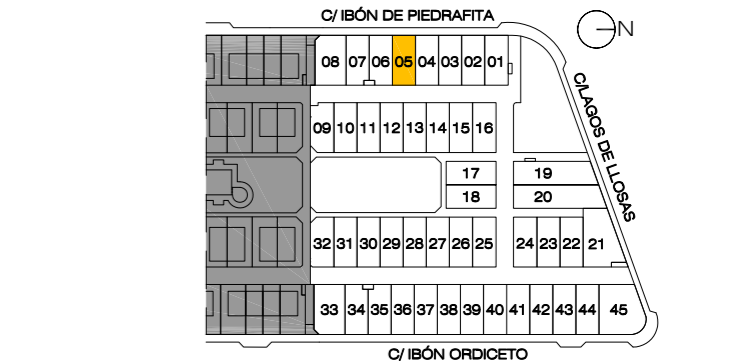 C/ IBÓN DE PIEDRAFITA
N
08 07 06 05 04 03 02 01
C/LAGOS DE LLOSAS
09 10 11 12 13 14 15 16
17 19
18 20
32 31 30 29 28 27 26 25 24 23 22 21
33 34 35 36 37 38 39 40 41 42 43 44 45
C/ IBÓN ORDICETO